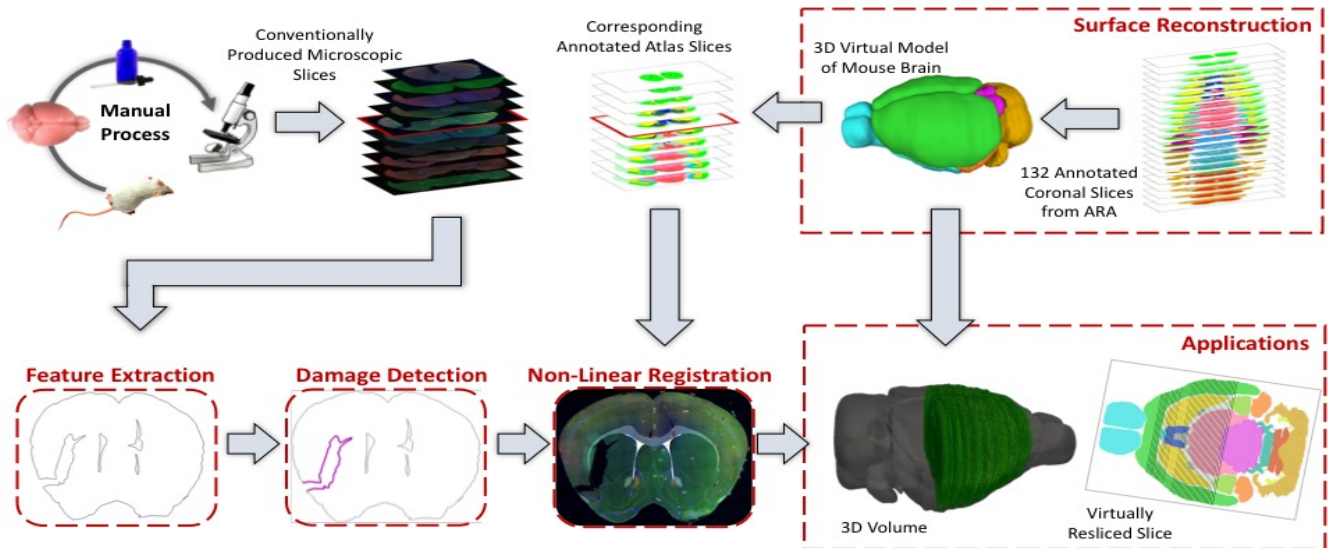 Manual
Process
Conventionally
Produced Microscopic
Slices
Corresponding
Annotated Atlas Slices
3D Virtual Model
of Mouse Brain
Surface Reconstruction
132 Annotated
Coronal Slices
from ARA
Feature Extraction
Damage Detection
Non-Linear Registration
Applications
3D Volume
Virtually
Resliced Slice